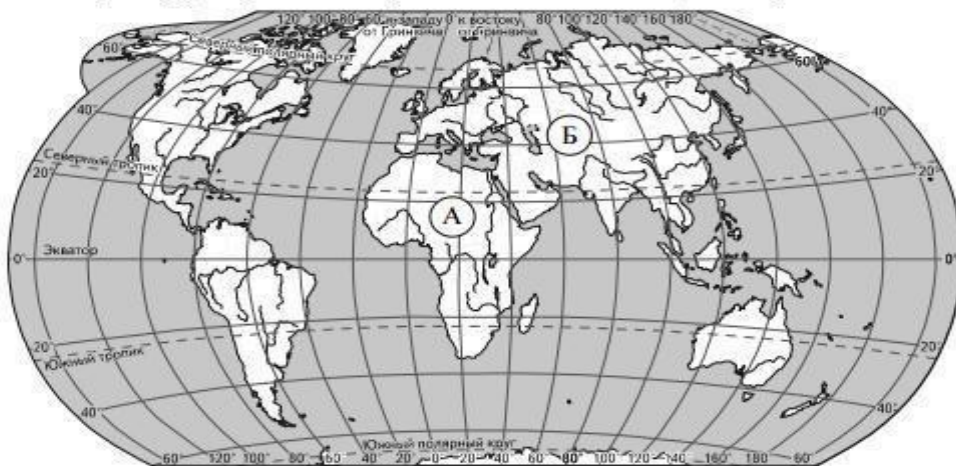 120 100 80 60 к западу 0 к востоку 80 100 120 140 160 180
от Гринвича от Гринвича
60° Северный полярный круг 60°
40° 40°
Б
Северный тропик
20° 20°
А
Экватор
0° 0°
20° 20°
Южный тропик
40° 40°
Южный полярный круг
60 120 100 80 60 40 20 0 20 40 60 80 100 120 140 160 180 60